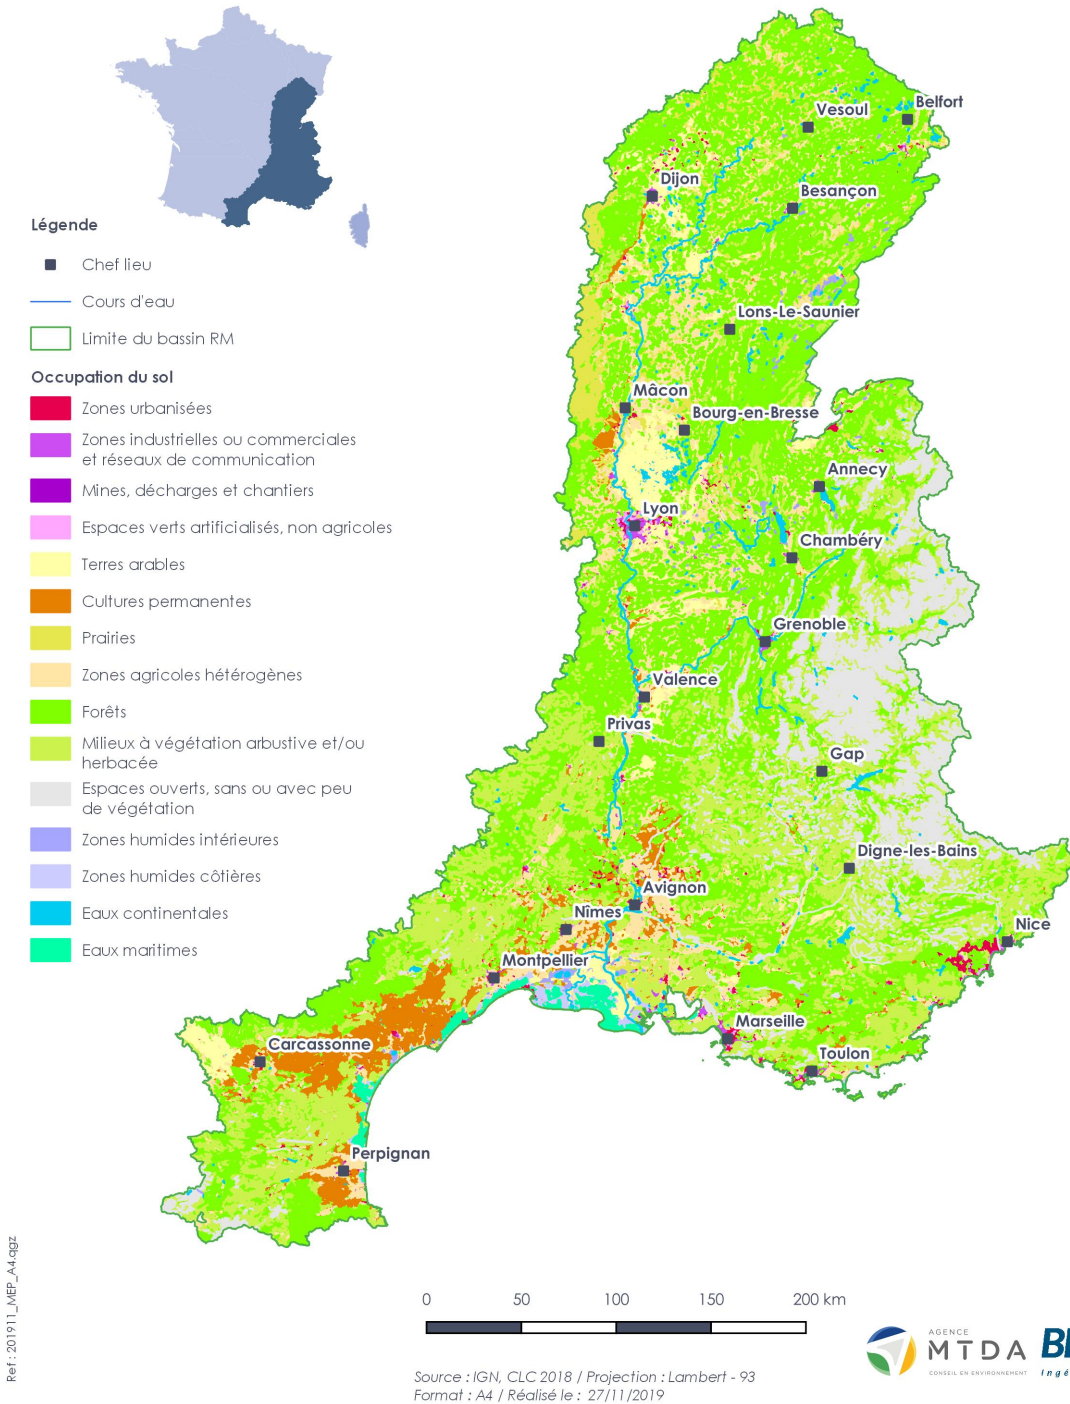 Légende
Chef lieu
Cours d'eau
Limite du bassin RM
Occupation du sol
Zones urbanisées
Zones industrielles ou commerciales
et réseaux de communication
Mines, décharges et chantiers
Espaces verts artificialisés, non agricoles
Terres arables
Cultures permanentes
Prairies
Zones agricoles hétérogènes
Forêts
Milieux à végétation arbustive et/ou
herbacée
Espaces ouverts, sans ou avec peu
de végétation
Zones humides intérieures
Zones humides côtières
Eaux continentales
Eaux maritimes
Vesoul
Belfort
Dijon
Besançon
Lons-Le-Saunier
Mâcon
Bourg-en-Bresse
Annecy
Lyon
Chambéry
Grenoble
Valence
Privas
Gap
Digne-les-Bains
Avignon
Nîmes
Nice
Montpellier
Marseille
Carcassonne
Toulon
Perpignan
0 50 100 150 200 km
Source : IGN, CLC 2018 / Projection : Lambert - 93
Format : A4 / Réalisé le : 27/11/2019
Ref : 201911_MEP_A4.qgz
AGENCE
MTDA
CONSEIL EN ENVIRONNEMENT